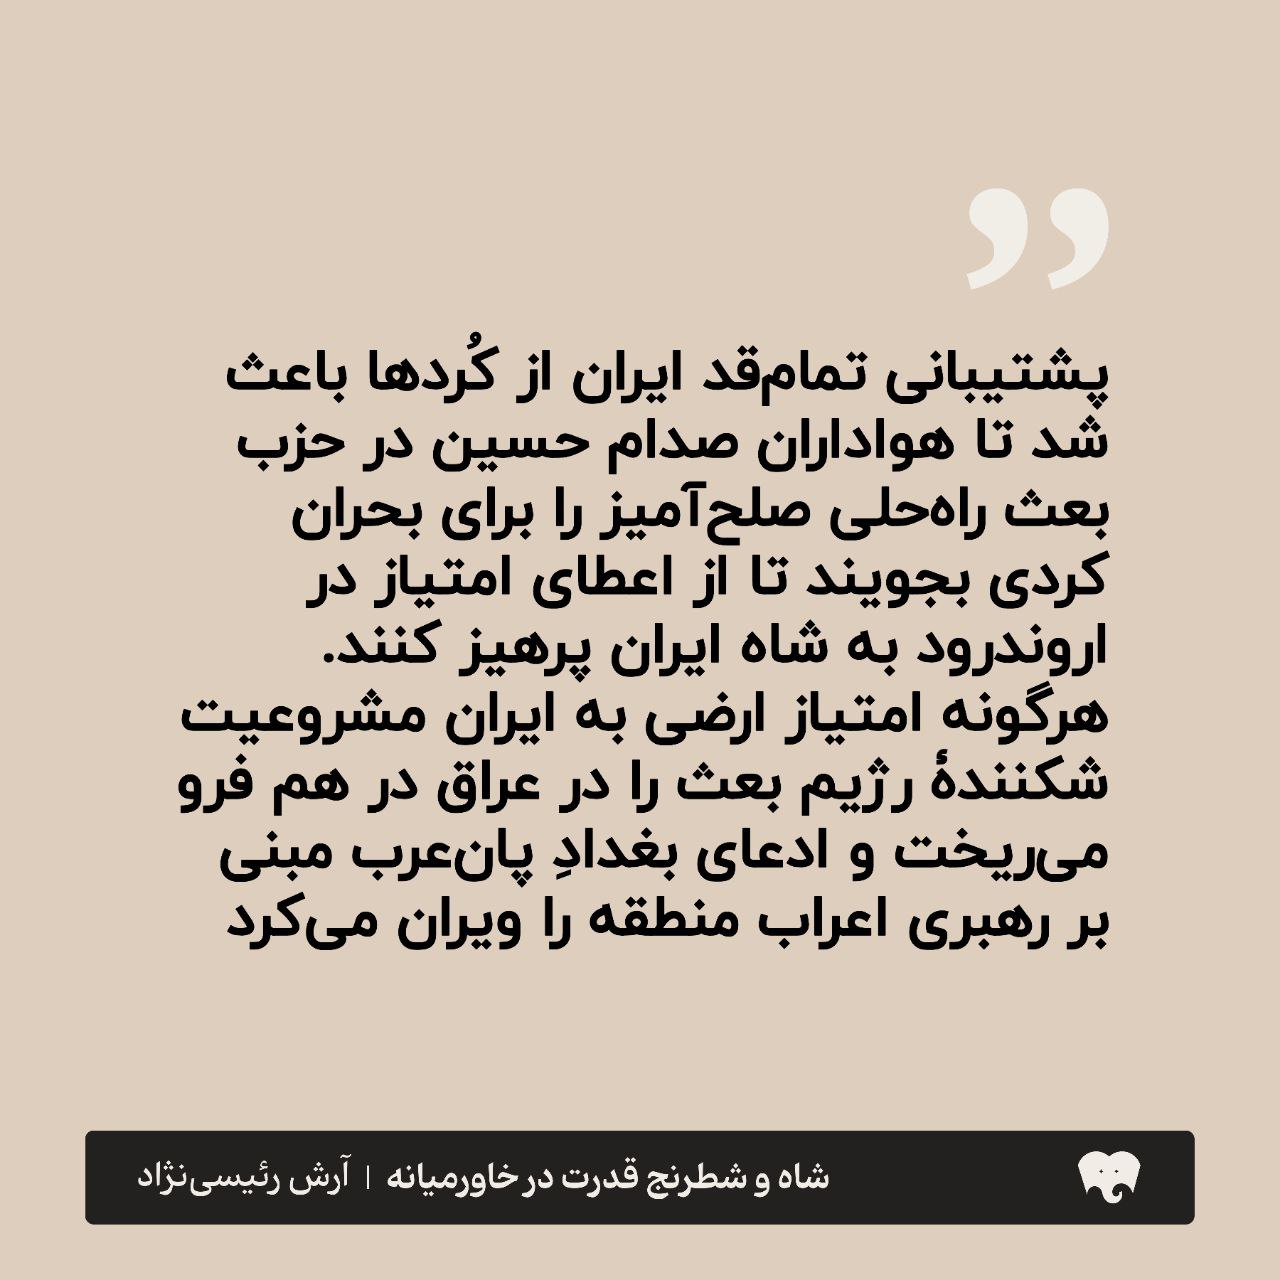 ”
پشتیبانی تمام‌قد ایران از کُردها باعث
شد تا هواداران صدام حسین در حزب
بعث راه‌حلی صلح‌آمیز را برای بحران
کردی بجویند تا از اعطای امتیاز در
اروندرود به شاه ایران پرهیز کنند.
هرگونه امتیاز ارضی به ایران مشروعیت
شکنندهٔ رژیم بعث را در عراق در هم فرو
می‌ریخت و ادعای بغدادِ پان‌عرب مبنی
بر رهبری اعراب منطقه را ویران می‌کرد
شاه و شطرنج قدرت در خاورمیانه | آرش رئیسی‌نژاد